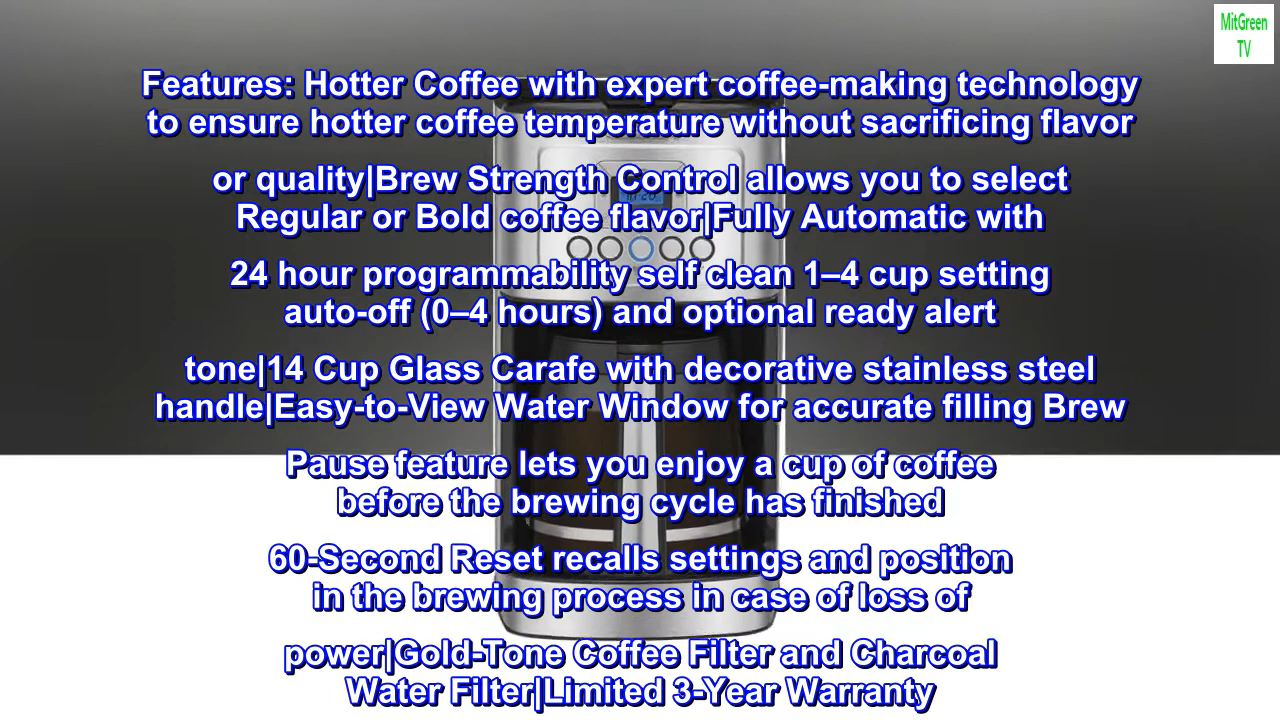 MitGreen
TV
Features: Hotter Coffee with expert coffee-making technology
to ensure hotter coffee temperature without sacrificing flavor
or quality|Brew Strength Control allows you to select
Regular or Bold coffee flavor|Fully Automatic with
24 hour programmability self clean 1–4 cup setting
auto-off (0–4 hours) and optional ready alert
tone|14 Cup Glass Carafe with decorative stainless steel
handle|Easy-to-View Water Window for accurate filling Brew
Pause feature lets you enjoy a cup of coffee
before the brewing cycle has finished
60-Second Reset recalls settings and position
in the brewing process in case of loss of
power|Gold-Tone Coffee Filter and Charcoal
Water Filter|Limited 3-Year Warranty